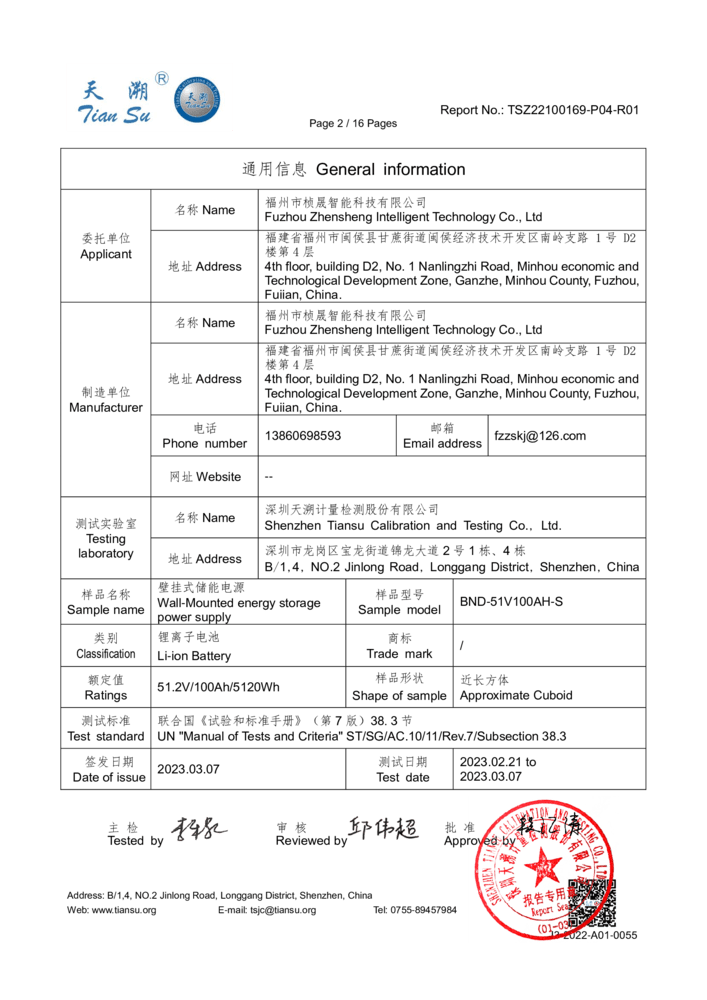 天 溯 ®
Tian Su
天溯
Tian Su
Report No.: TSZ22100169-P04-R01
Page 2 / 16 Pages
通用信息 General information
委托单位
Applicant
名称 Name
福州市桢晟智能科技有限公司
Fuzhou Zhensheng Intelligent Technology Co., Ltd
地址 Address
福建省福州市闽侯县甘蔗街道闽侯经济技术开发区南岭支路 1 号 D2
楼第 4 层
4th floor, building D2, No. 1 Nanlingzhi Road, Minhou economic and
Technological Development Zone, Ganzhe, Minhou County, Fuzhou,
Fuiian, China.
制造单位
Manufacturer
名称 Name
福州市桢晟智能科技有限公司
Fuzhou Zhensheng Intelligent Technology Co., Ltd
地址 Address
福建省福州市闽侯县甘蔗街道闽侯经济技术开发区南岭支路 1 号 D2
楼第 4 层
4th floor, building D2, No. 1 Nanlingzhi Road, Minhou economic and
Technological Development Zone, Ganzhe, Minhou County, Fuzhou,
Fuiian, China.
电话
Phone number
13860698593
邮箱
Email address
fzzskj@126.com
网址 Website
--
测试实验室
Testing
laboratory
名称 Name
深圳天溯计量检测股份有限公司
Shenzhen Tiansu Calibration and Testing Co., Ltd.
地址 Address
深圳市龙岗区宝龙街道锦龙大道 2 号 1 栋、4 栋
B/1,4, NO.2 Jinlong Road, Longgang District, Shenzhen, China
样品名称
Sample name
壁挂式储能电源
Wall-Mounted energy storage
power supply
样品型号
Sample model
BND-51V100AH-S
类别
Classification
锂离子电池
Li-ion Battery
商标
Trade mark
/
额定值
Ratings
51.2V/100Ah/5120Wh
样品形状
Shape of sample
近长方体
Approximate Cuboid
测试标准
Test standard
联合国《试验和标准手册》（第 7 版）38.3 节
UN "Manual of Tests and Criteria" ST/SG/AC.10/11/Rev.7/Subsection 38.3
签发日期
Date of issue
2023.03.07
测试日期
Test date
2023.02.21 to
2023.03.07
主 检
Tested by
审 核
Reviewed by
邱伟超
批 准
Approved by
报告专用
Report Seal
Address: B/1,4, NO.2 Jinlong Road, Longgang District, Shenzhen, China
Web: www.tiansu.org E-mail: tsjc@tiansu.org Tel: 0755-89457984
2022-A01-0055